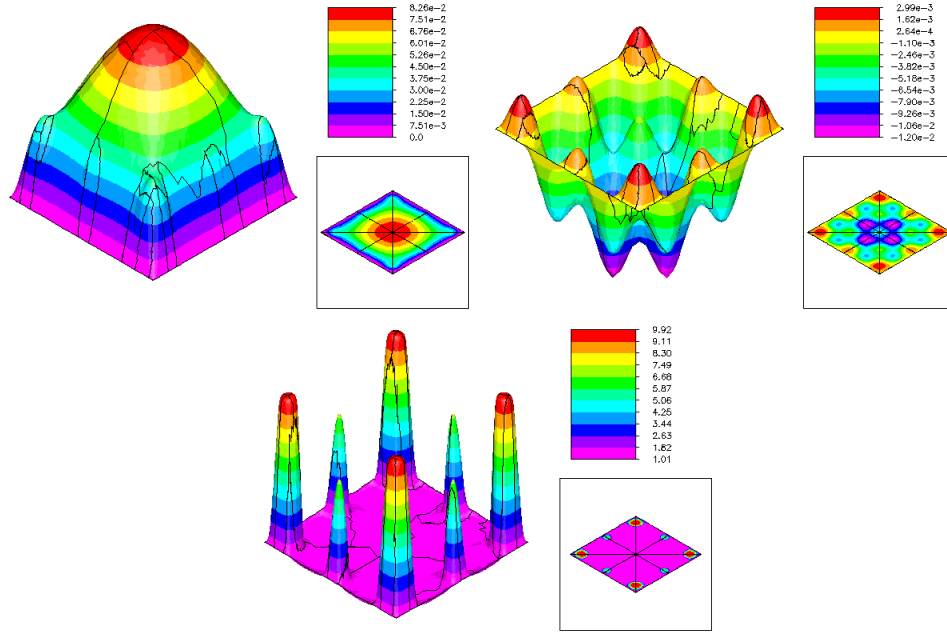 8.26e-2
7.51e-2
6.76e-2
6.01e-2
5.26e-2
4.50e-2
3.75e-2
3.00e-2
2.25e-2
1.50e-2
7.51e-3
0.0
2.99e-3
1.62e-3
2.64e-4
-1.10e-3
-2.46e-3
-3.82e-3
-5.18e-3
-6.54e-3
-7.90e-3
-9.26e-3
-1.06e-2
-1.20e-2
9.92
9.11
8.30
7.49
6.68
5.87
5.06
4.25
3.44
2.63
1.82
1.01